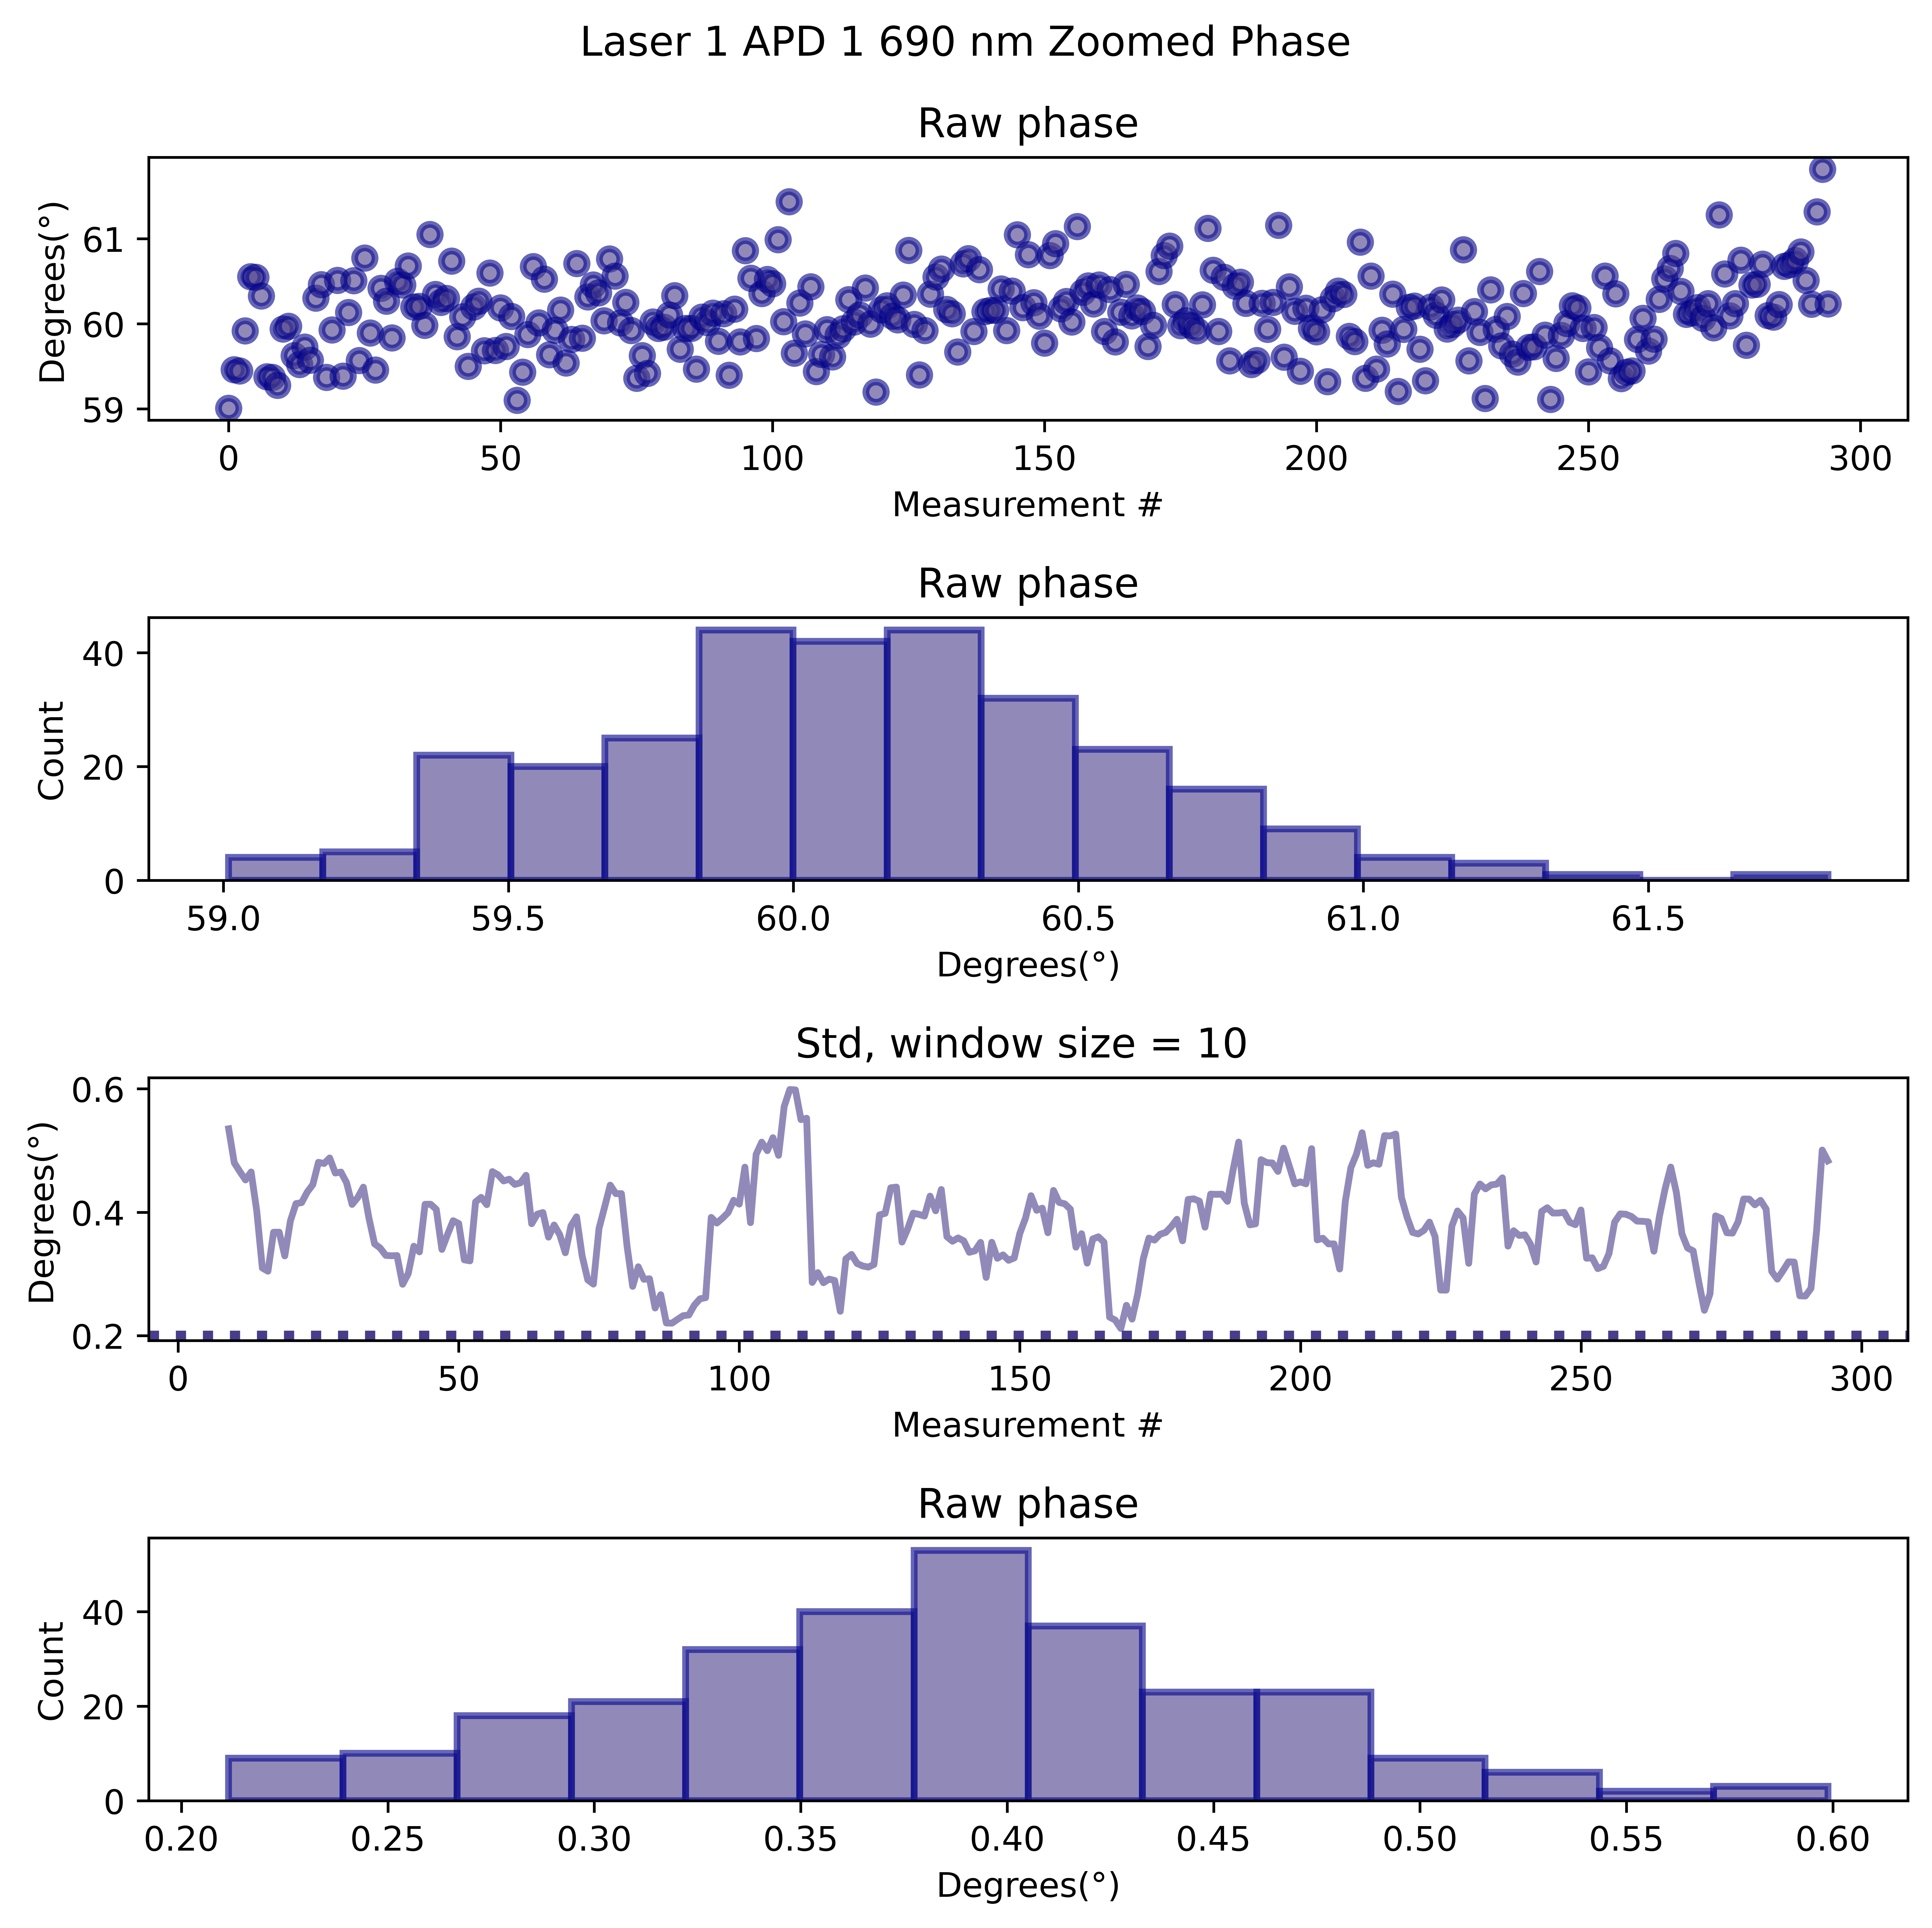 Laser 1 APD 1 690 nm Zoomed Phase
Raw phase
Degrees(°)
61
60
59
0 50 100 150 200 250 300
Measurement #
Raw phase
Count
40
20
0
59.0 59.5 60.0 60.5 61.0 61.5
Degrees(°)
Std, window size = 10
Degrees(°)
0.6
0.4
0.2
0 50 100 150 200 250 300
Measurement #
Raw phase
Count
40
20
0
0.20 0.25 0.30 0.35 0.40 0.45 0.50 0.55 0.60
Degrees(°)